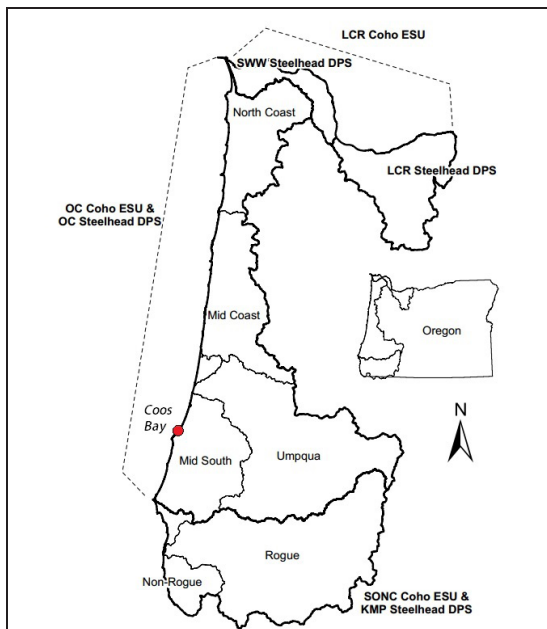 LCR Coho ESU
SWW Steelhead DPS
North Coast
LCR Steelhead DPS
OC Coho ESU &
OC Steelhead DPS
Mid Coast
Oregon
Coos
Bay
N
Mid South
Umpqua
Rogue
Non-Rogue
SONC Coho ESU &
KMP Steelhead DPS